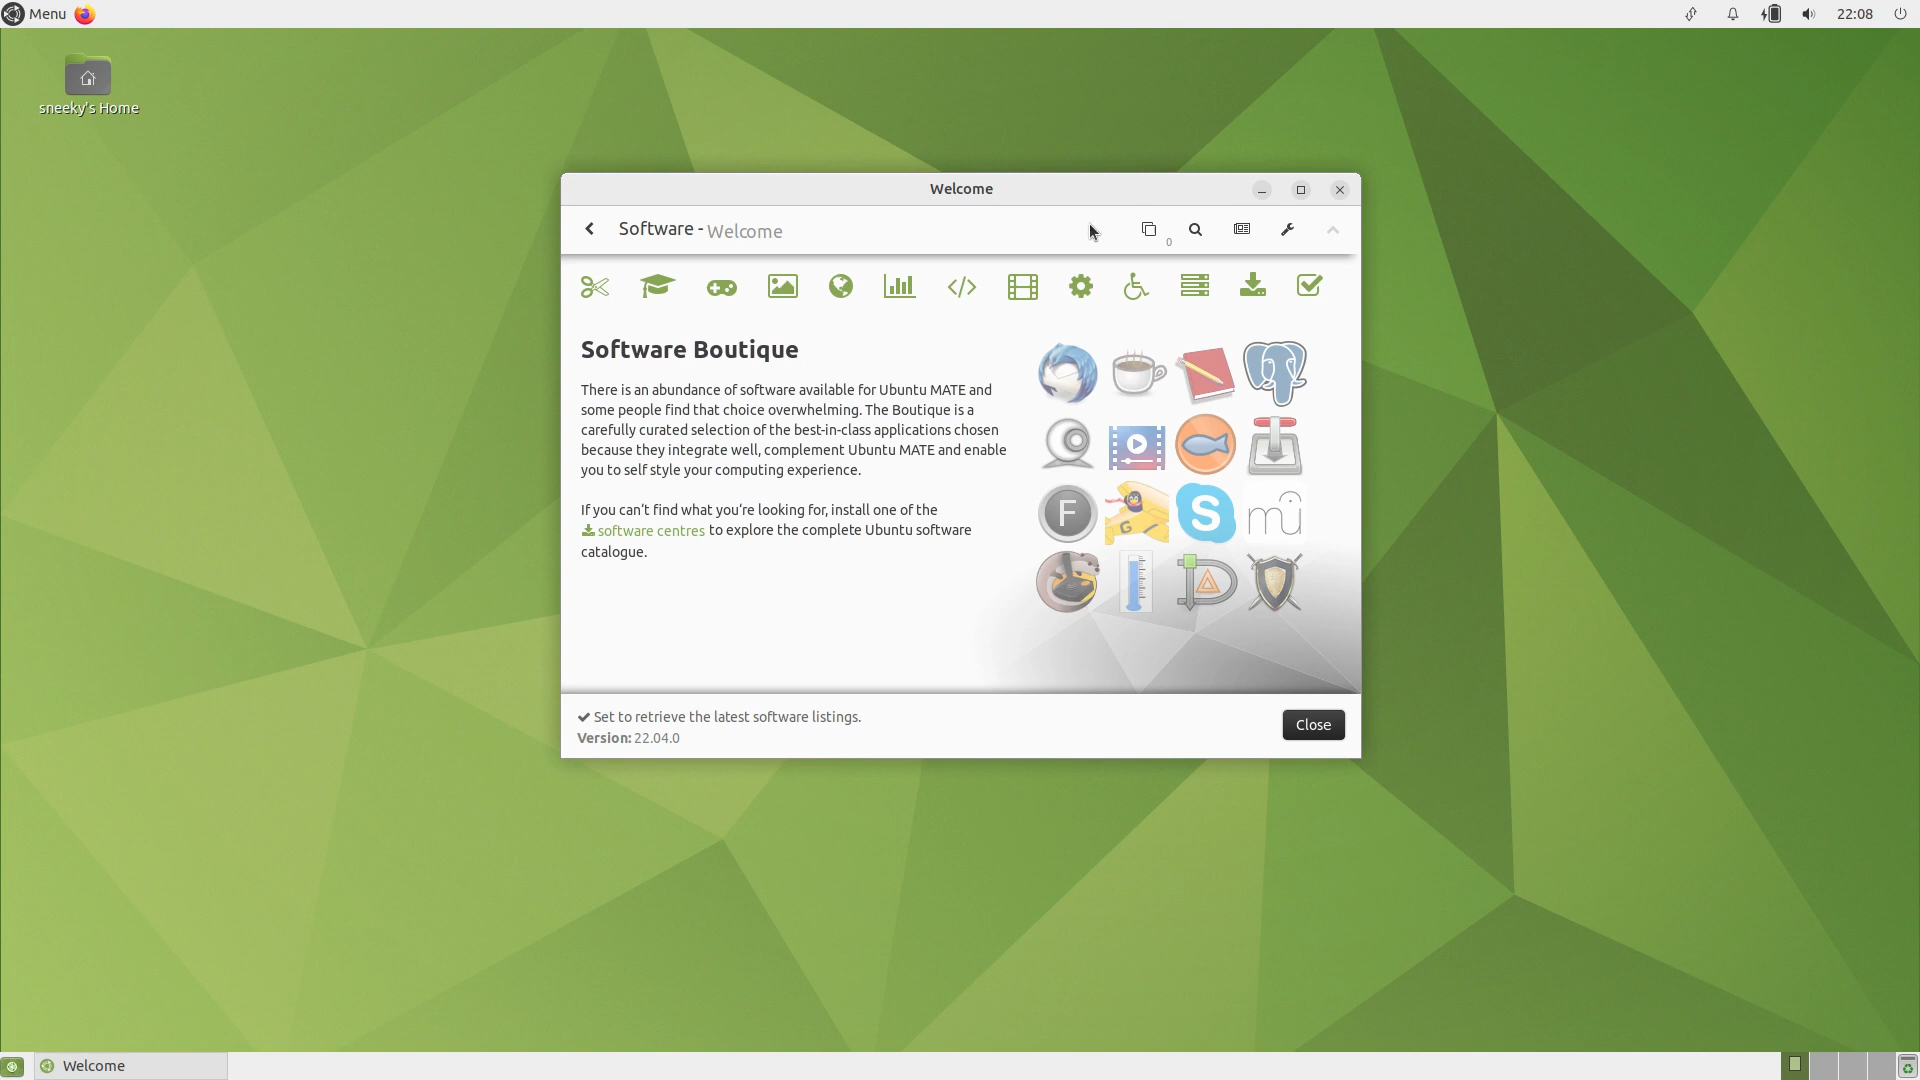 Menu
22:08
sneeky's Home
Welcome
Software - Welcome
0
Software Boutique
There is an abundance of software available for Ubuntu MATE and
some people find that choice overwhelming. The Boutique is a
carefully curated selection of the best-in-class applications chosen
because they integrate well, complement Ubuntu MATE and enable
you to self style your computing experience.
If you can't find what you're looking for, install one of the
software centres to explore the complete Ubuntu software
catalogue.
F
G
S
mu
Set to retrieve the latest software listings.
Version: 22.04.0
Close
Welcome